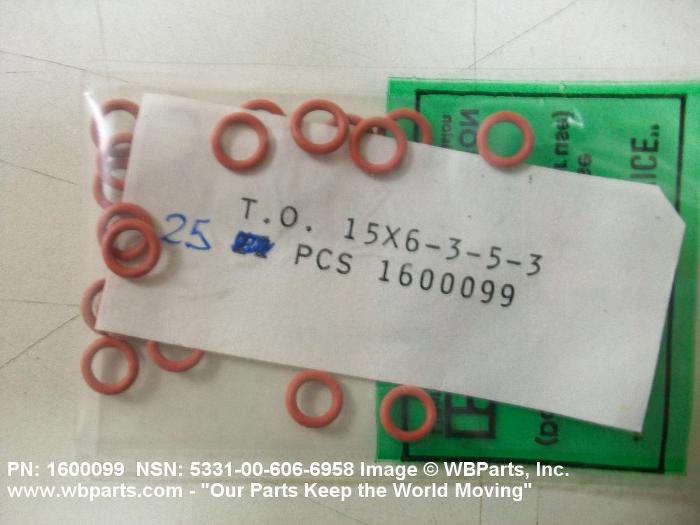 T.O. 15X6-3-5-3
25 PCS 1600099
ICE"
PN: 1600099 NSN: 5331-00-606-6958 Image © WBParts, Inc.
www.wbparts.com - "Our Parts Keep the World Moving"